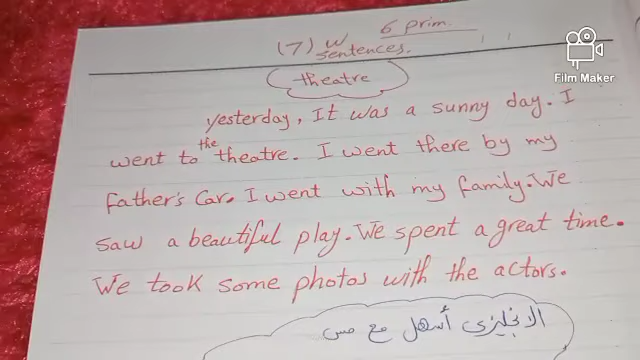 6 prim.
(7) w
sentences.
theatre
yesterday, It was a sunny day. I
went to the theatre. I went there by my
father's car. I went with my family. We
saw a beautiful play. We spent a great time.
We took some photos with the actors.
الانجليزى أسهل مع مس
Film Maker